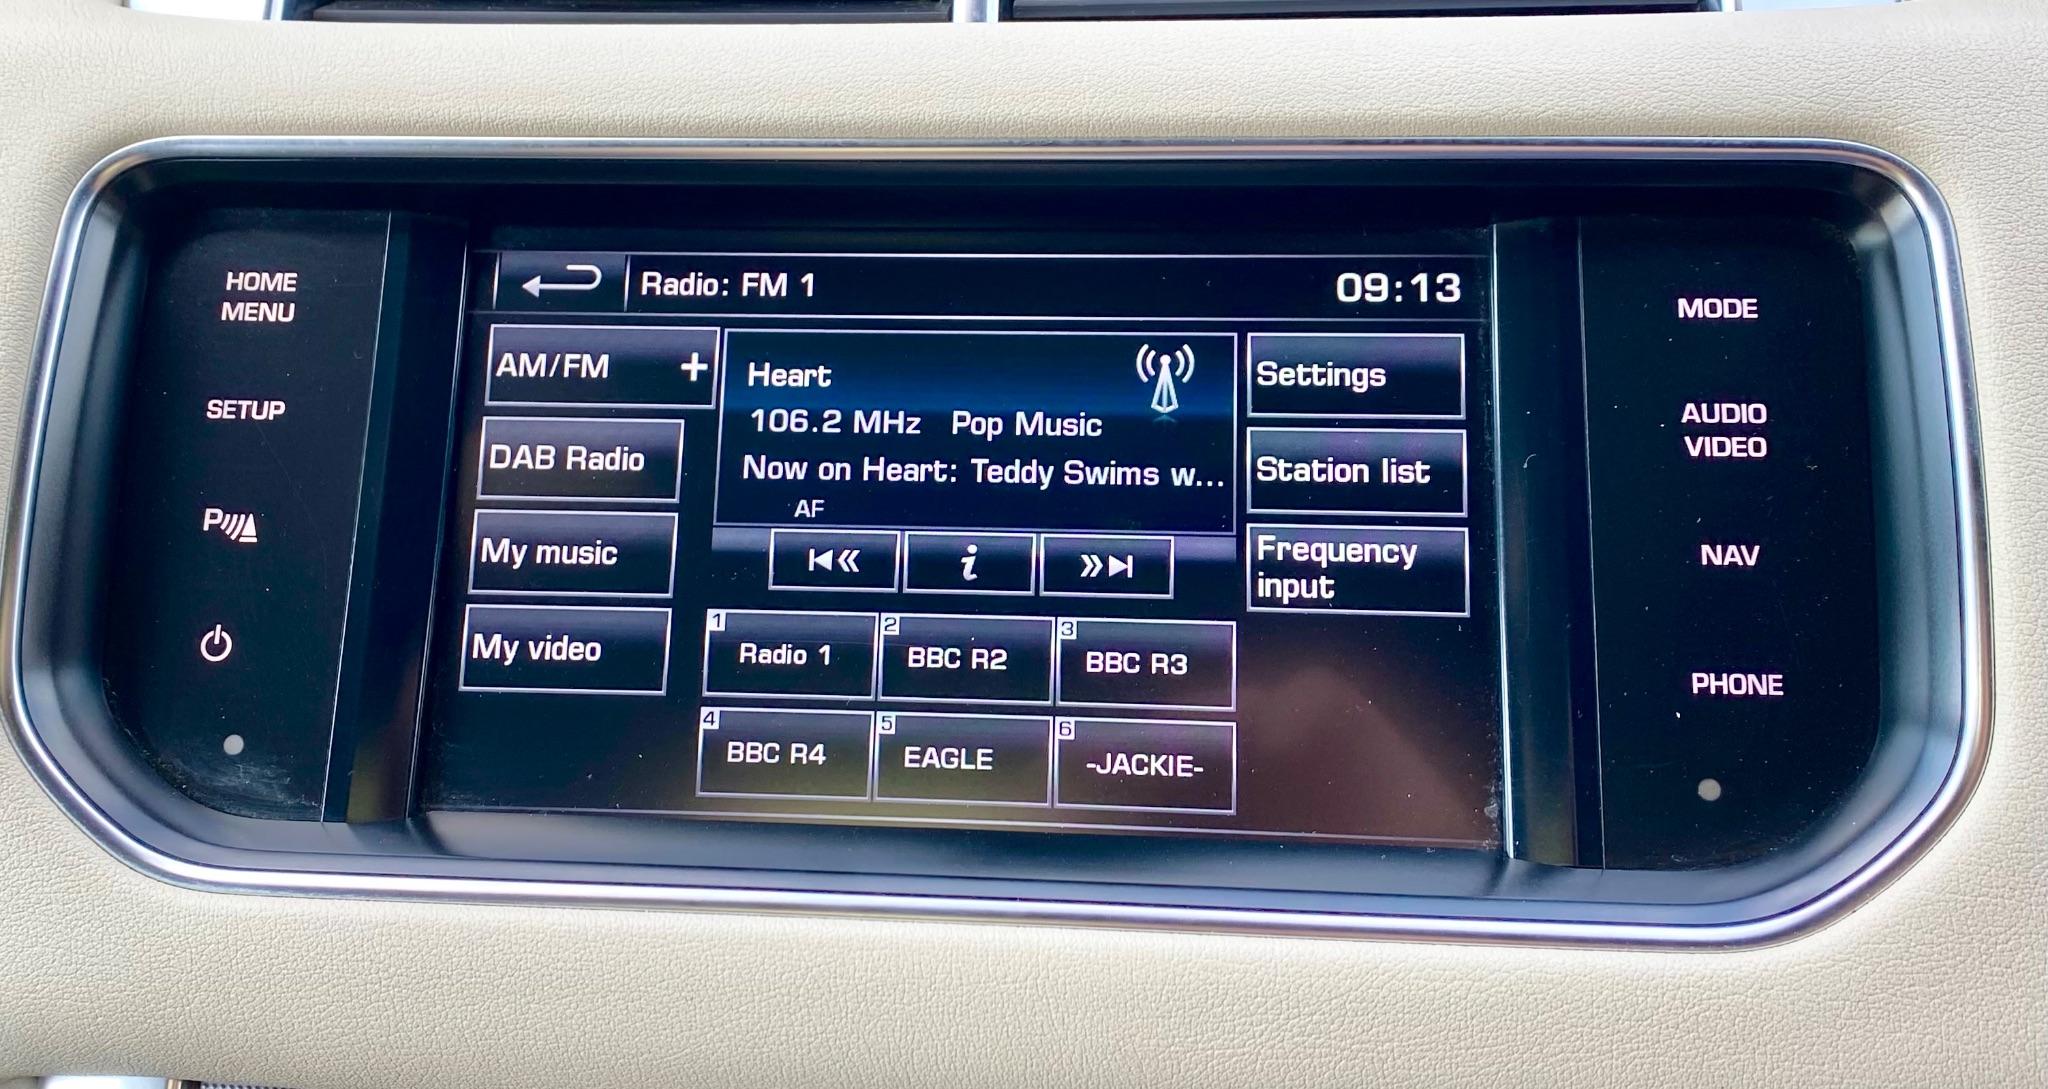 HOME
MENU
SETUP
P
Radio: FM 1
09:13
AM/FM +
DAB Radio
My music
My video
Heart
106.2 MHz Pop Music
Now on Heart: Teddy Swims w...
AF
i
Settings
Station list
Frequency
input
1
Radio 1
2
BBC R2
3
BBC R3
4
BBC R4
5
EAGLE
6
-JACKIE-
MODE
AUDIO
VIDEO
NAV
PHONE